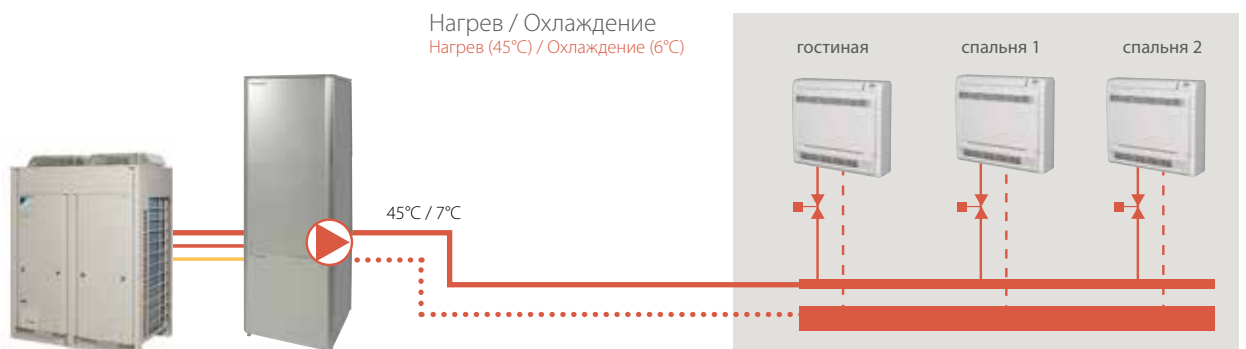 Нагрев / Охлаждение
Нагрев (45°C) / Охлаждение (6°C)
гостиная
спальня 1
спальня 2
45°C / 7°C